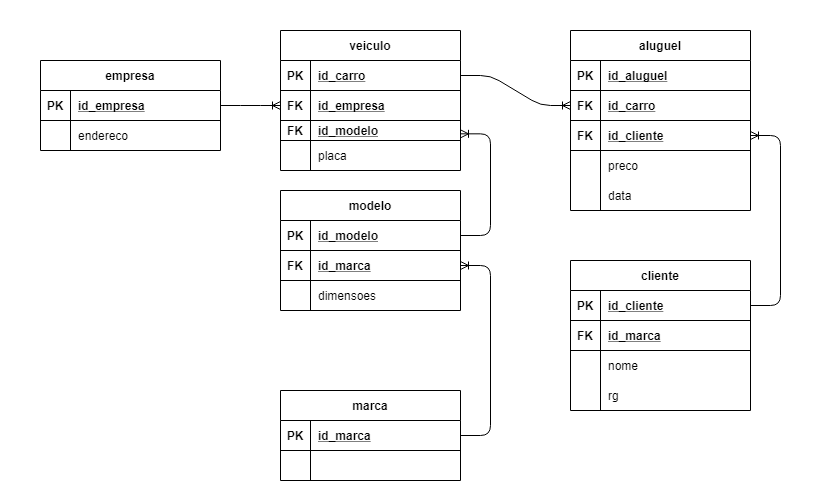 empresa
PK id_empresa
endereco
veiculo
PK id_carro
FK id_empresa
FK id_modelo
placa
modelo
PK id_modelo
FK id_marca
dimensoes
marca
PK id_marca
aluguel
PK id_aluguel
FK id_carro
FK id_cliente
preco
data
cliente
PK id_cliente
FK id_marca
nome
rg